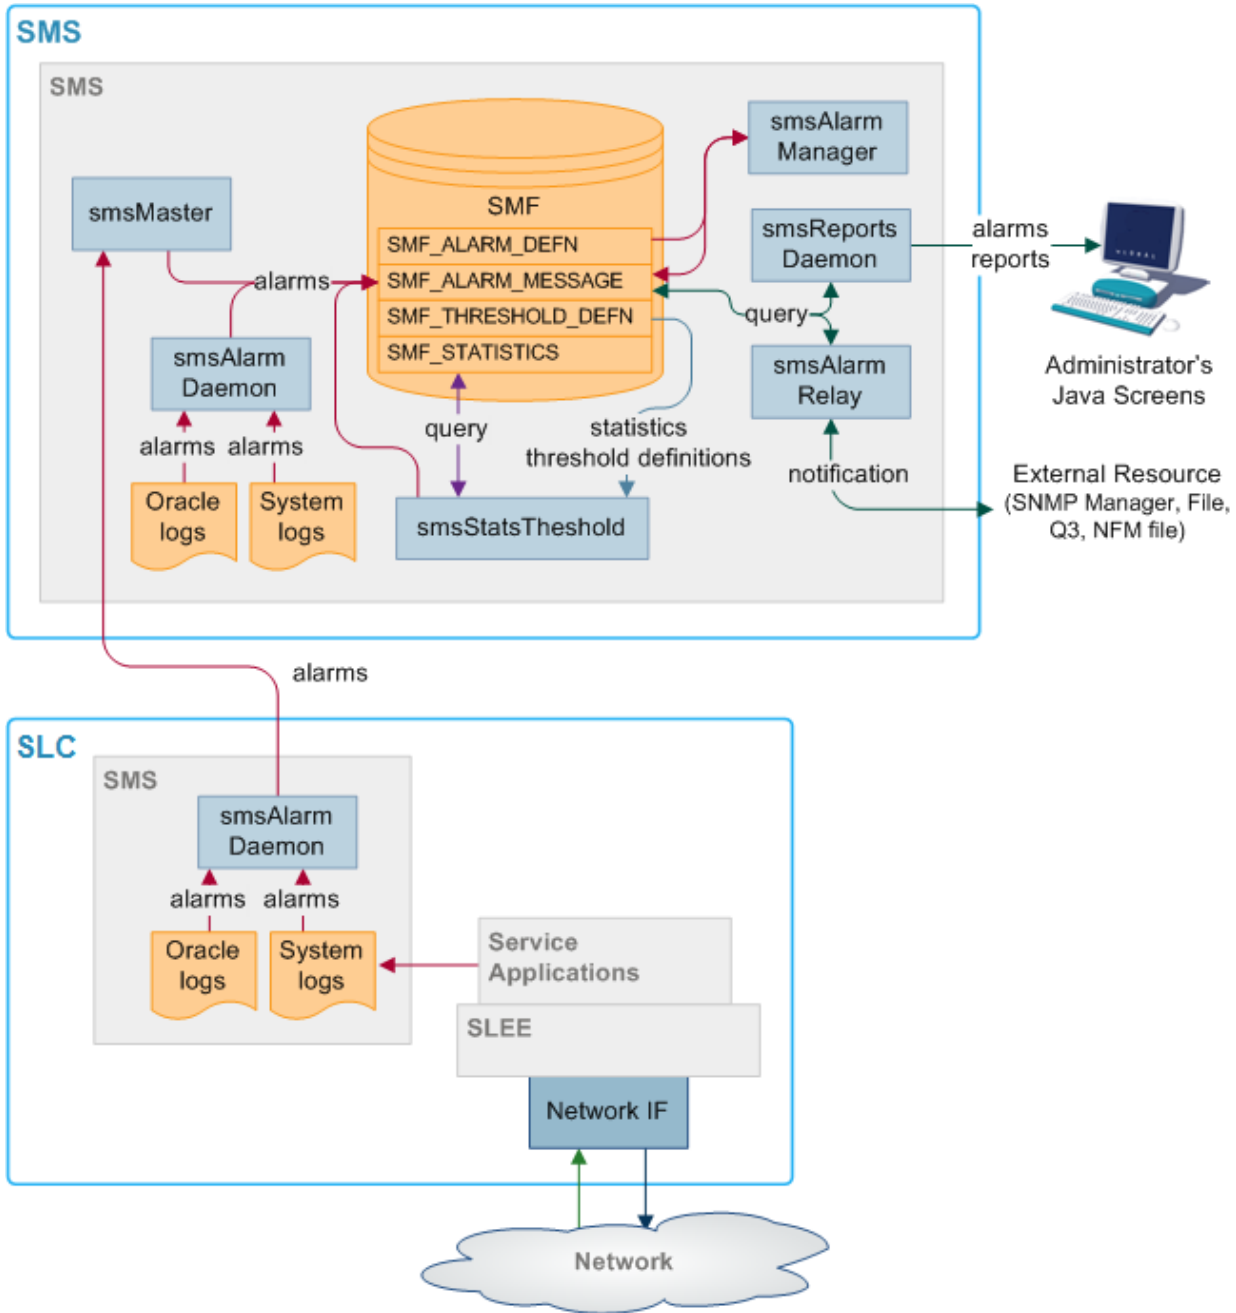 SMS
SMS
smsAlarm
Manager
smsMaster
SMF
SMF_ALARM_DEFN
SMF_ALARM_MESSAGE
SMF_THRESHOLD_DEFN
SMF_STATISTICS
smsReports
Daemon
alarms
reports
GLOBAL
alarms
query
smsAlarm
Daemon
smsAlarm
Relay
Administrator's
Java Screens
alarms
alarms
query
statistics
threshold definitions
notification
External Resource
(SNMP Manager, File,
Q3, NFM file)
Oracle
logs
System
logs
smsStatsTheshold
alarms
SLC
SMS
smsAlarm
Daemon
alarms
alarms
Oracle
logs
System
logs
Service
Applications
SLEE
Network IF
Network